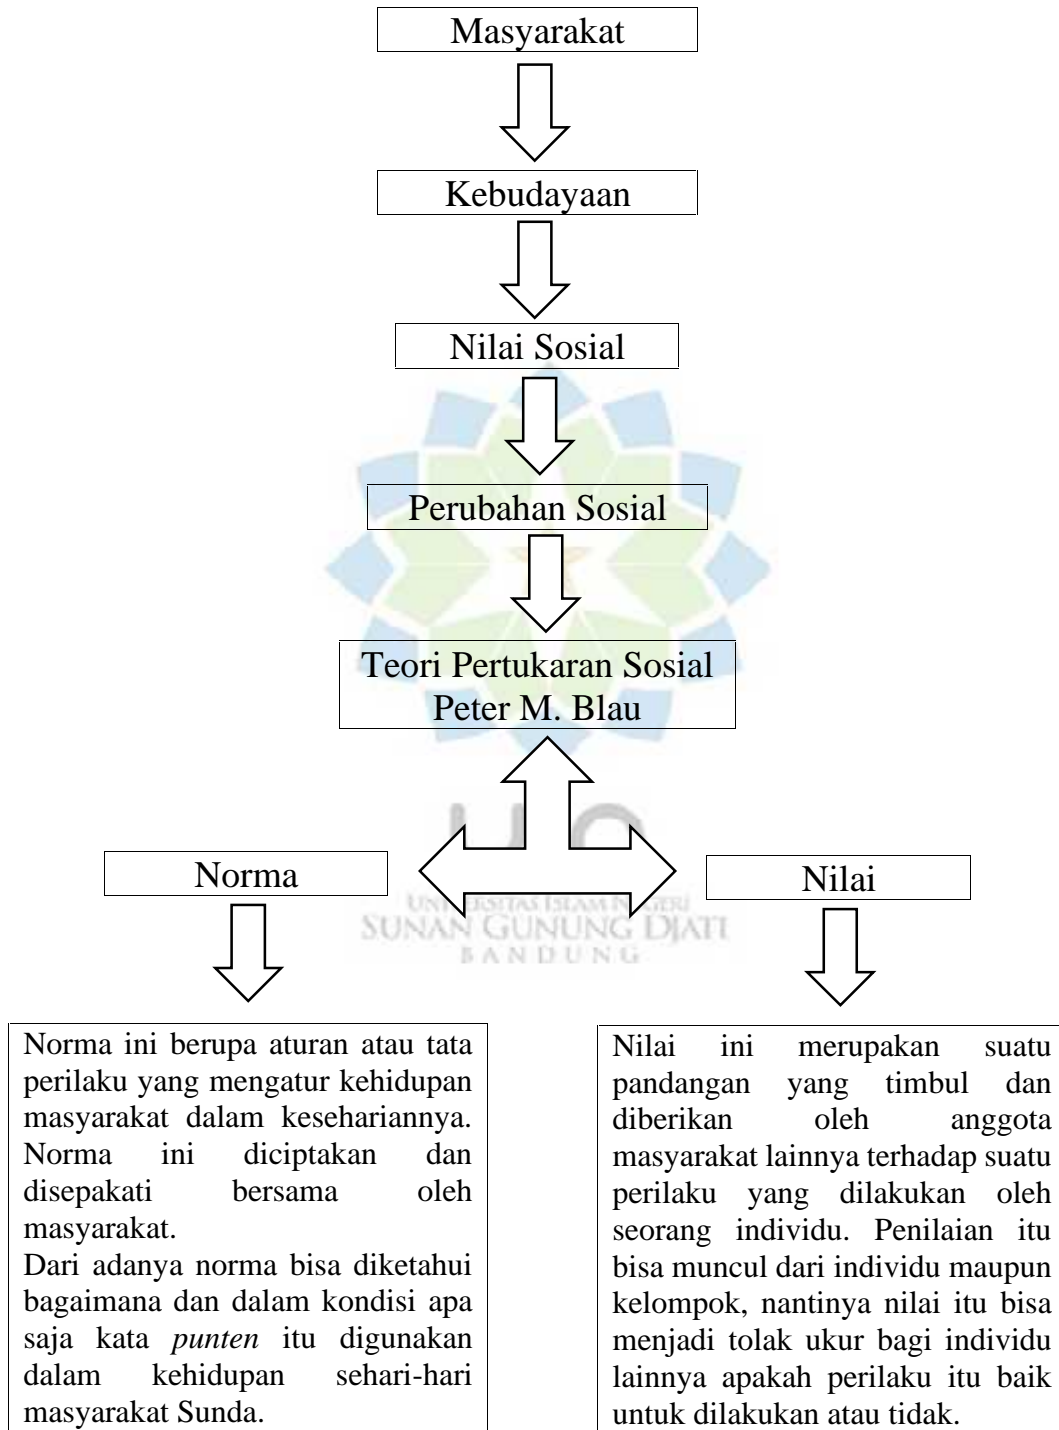 Masyarakat
Kebudayaan
Nilai Sosial
Perubahan Sosial
Teori Pertukaran Sosial
Peter M. Blau
Norma
Nilai
UNIVERSITAS ISLAM NEGERI
SUNAN GUNUNG DJATI
BANDUNG
Norma ini berupa aturan atau tata
perilaku yang mengatur kehidupan
masyarakat dalam kesehariannya.
Norma ini diciptakan dan
disepakati bersama oleh
masyarakat.
Dari adanya norma bisa diketahui
bagaimana dan dalam kondisi apa
saja kata punten itu digunakan
dalam kehidupan sehari-hari
masyarakat Sunda.
Nilai ini merupakan suatu
pandangan yang timbul dan
diberikan oleh anggota
masyarakat lainnya terhadap suatu
perilaku yang dilakukan oleh
seorang individu. Penilaian itu
bisa muncul dari individu maupun
kelompok, nantinya nilai itu bisa
menjadi tolak ukur bagi individu
lainnya apakah perilaku itu baik
untuk dilakukan atau tidak.